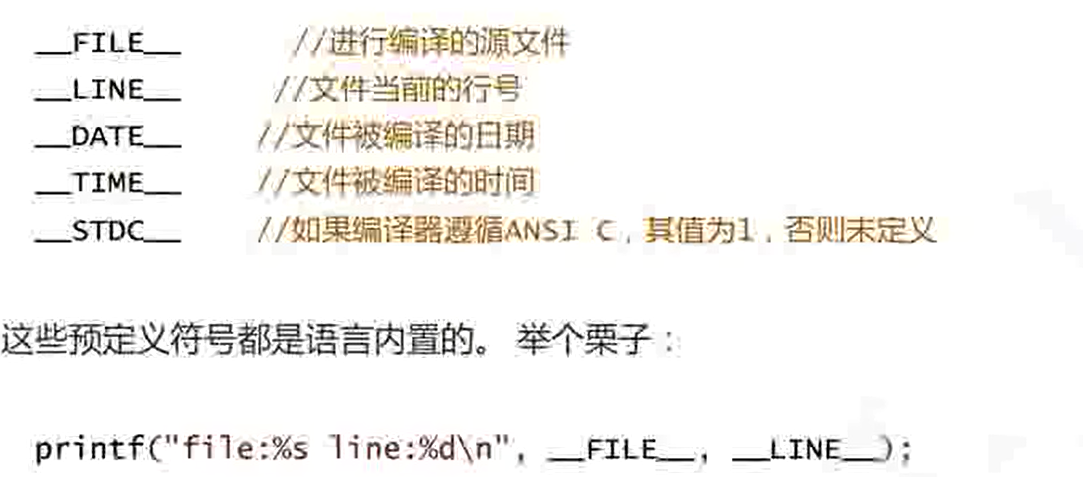 __FILE__ //进行编译的源文件
__LINE__ //文件当前的行号
__DATE__ //文件被编译的日期
__TIME__ //文件被编译的时间
__STDC__ //如果编译器遵循ANSI C，其值为1，否则未定义
这些预定义符号都是语言内置的。 举个栗子：
printf("file:%s line:%d\n", __FILE__, __LINE__);